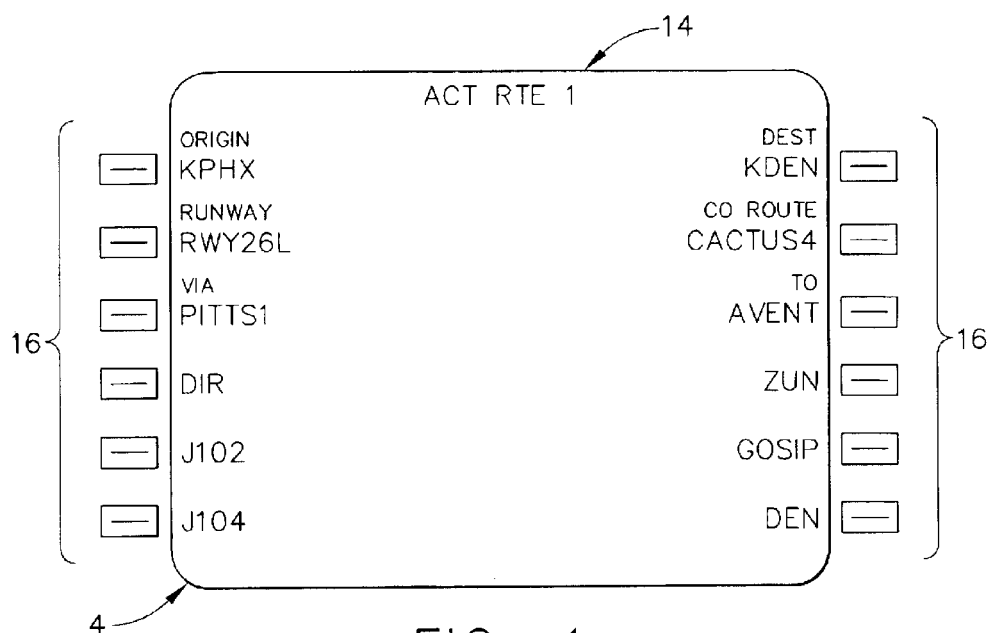 14
ACT RTE 1
ORIGIN DEST
KPHX KDEN
RUNWAY CO ROUTE
RWY26L CACTUS4
VIA TO
PITTS1 AVENT
16 16
DIR ZUN
J102 GOSIP
J104 DEN
4